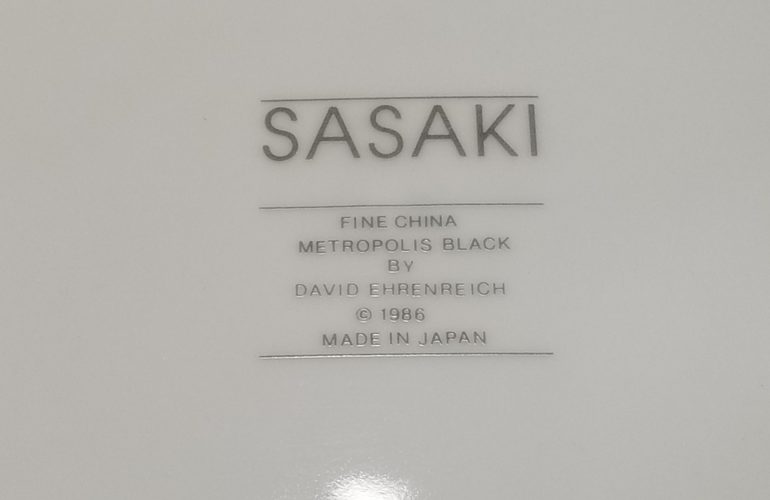 SASAKI
FINE CHINA
METROPOLIS BLACK
BY
DAVID EHRENREICH
© 1986
MADE IN JAPAN